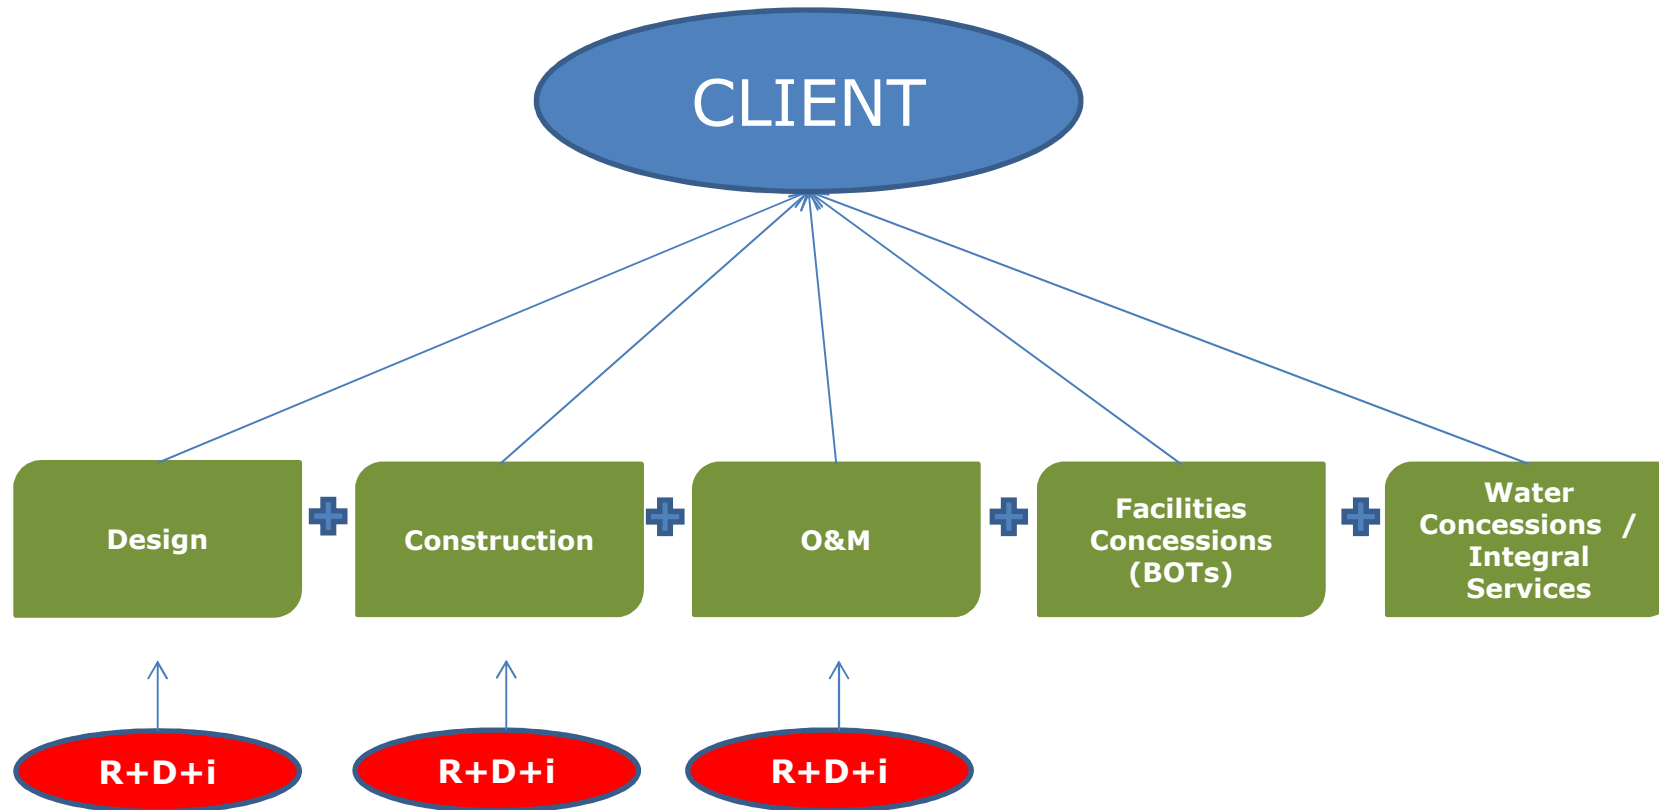 CLIENT
Design
Construction
O&M
Facilities
Concessions
(BOTs)
Water
Concessions /
Integral
Services
R+D+i
R+D+i
R+D+i